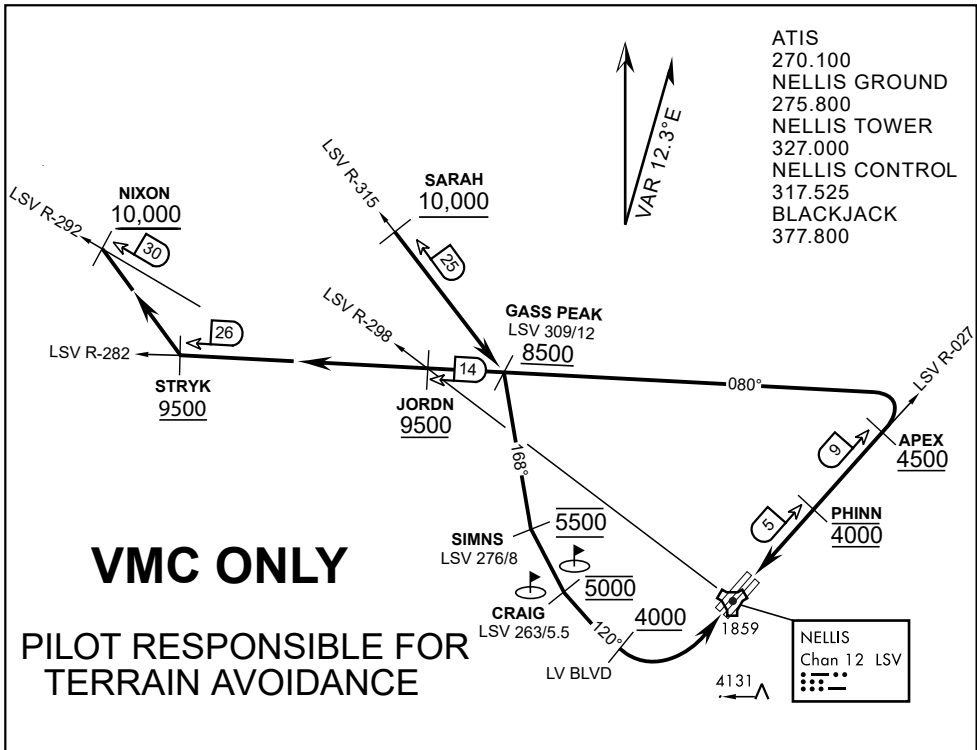 ATIS
270.100
NELLIS GROUND
275.800
NELLIS TOWER
327.000
NELLIS CONTROL
317.525
BLACKJACK
377.800
VAR 12.3°E
LSV R-315
SARAH
10,000
25
NIXON
10,000
LSV R-292
30
GASS PEAK
LSV 309/12
8500
LSV R-298
26
LSV R-282
STRYK
9500
14
JORDN
9500
080°
LSV R-027
APEX
4500
9
PHINN
4000
5
168°
SIMNS
LSV 276/8
5500
5000
CRAIG
LSV 263/5.5
120°
4000
LV BLVD
1859
4131
NELLIS
Chan 12 LSV
VMC ONLY
PILOT RESPONSIBLE FOR
TERRAIN AVOIDANCE